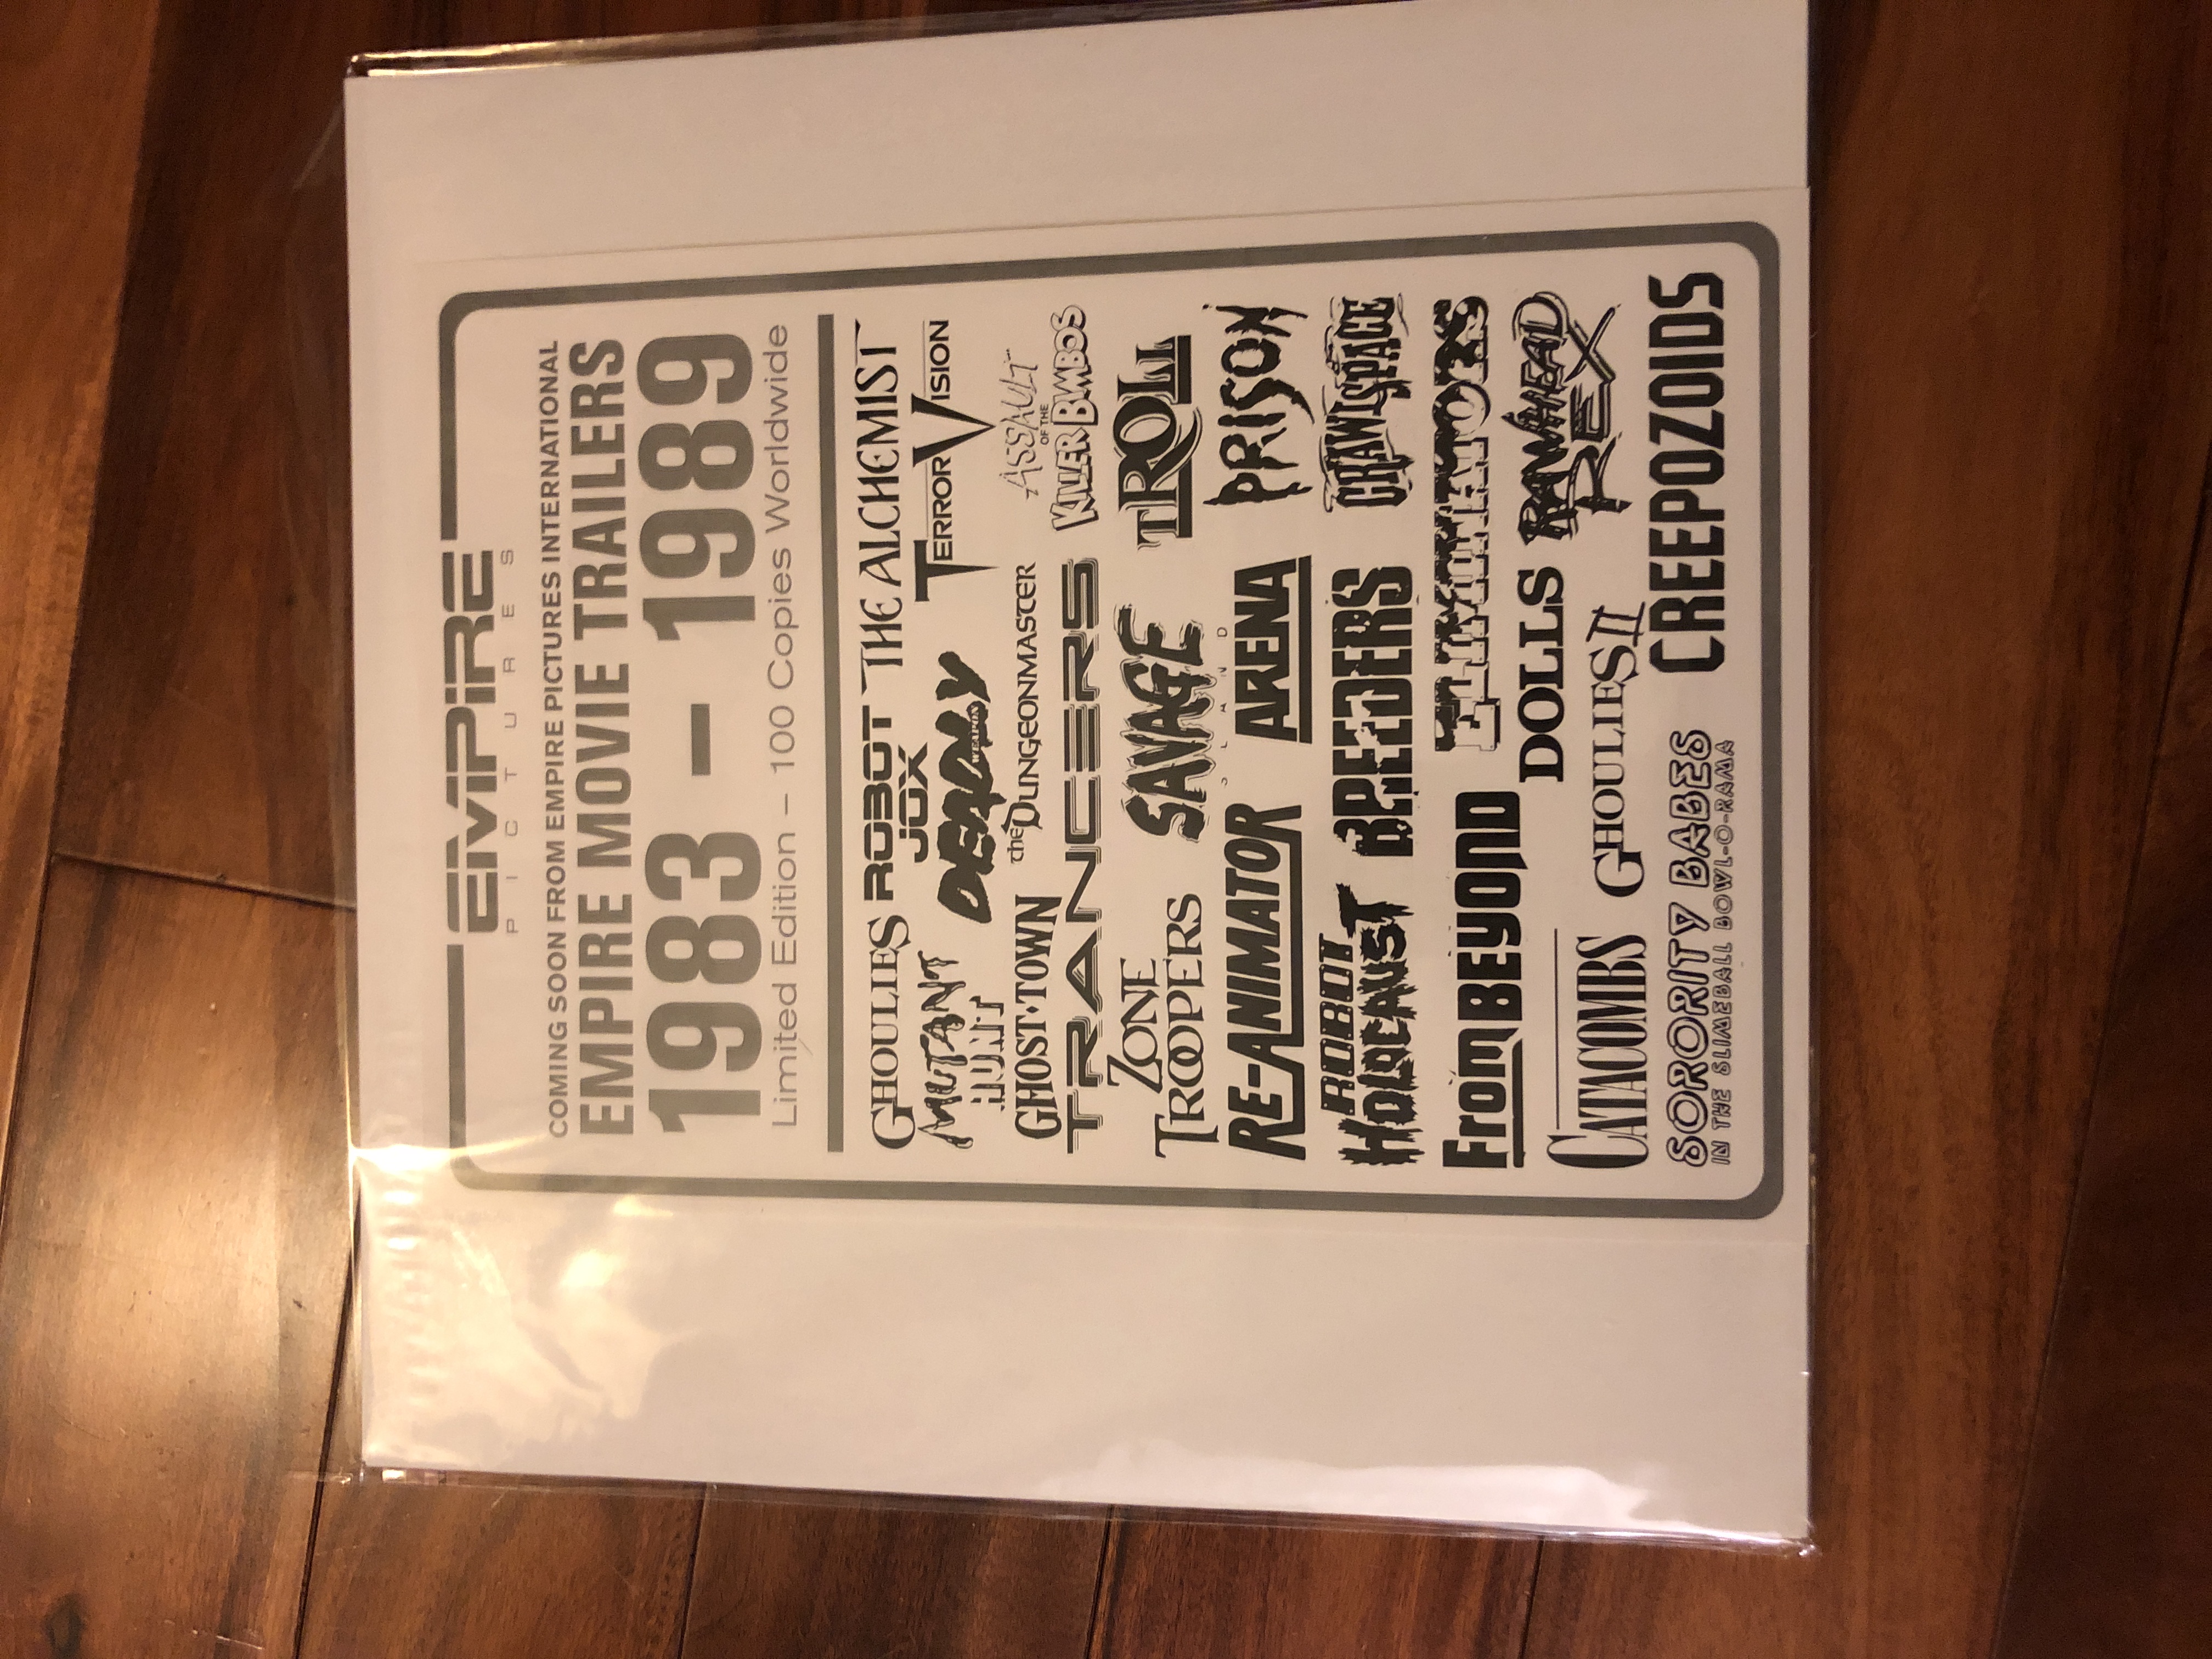 EMPIRE
PICTURES
COMING SOON FROM EMPIRE PICTURES INTERNATIONAL
EMPIRE MOVIE TRAILERS
1983 – 1989
Limited Edition – 100 Copies Worldwide
GHOULIES ROBOT JOX THE ALCHEMIST
MUTANT HUNT DEADLY WEAPON TERRORVISION
GHOST·TOWN the DUNGEONMASTER ASSAULT OF THE KILLER BIMBOS
TRANCERS
ZONE TROOPERS SAVAGE ISLAND TROLL
RE-ANIMATOR ARENA PRISON
ROBOT HOLOCAUST BREEDERS CRAWLSPACE
From BEYOND ELIMINATORS
CATACOMBS DOLLS RAWHEAD REX
GHOULIES II
SORORITY BABES
IN THE SLIMEBALL BOWL-O-RAMA
CREEPOZOIDS